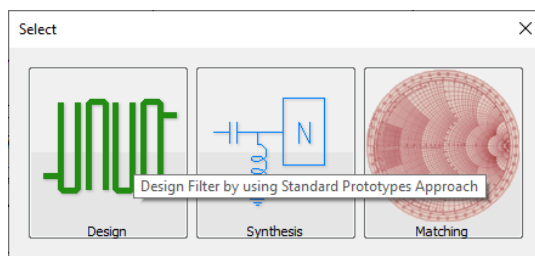 Select
N
Design Filter by using Standard Prototypes Approach
Design
Synthesis
Matching